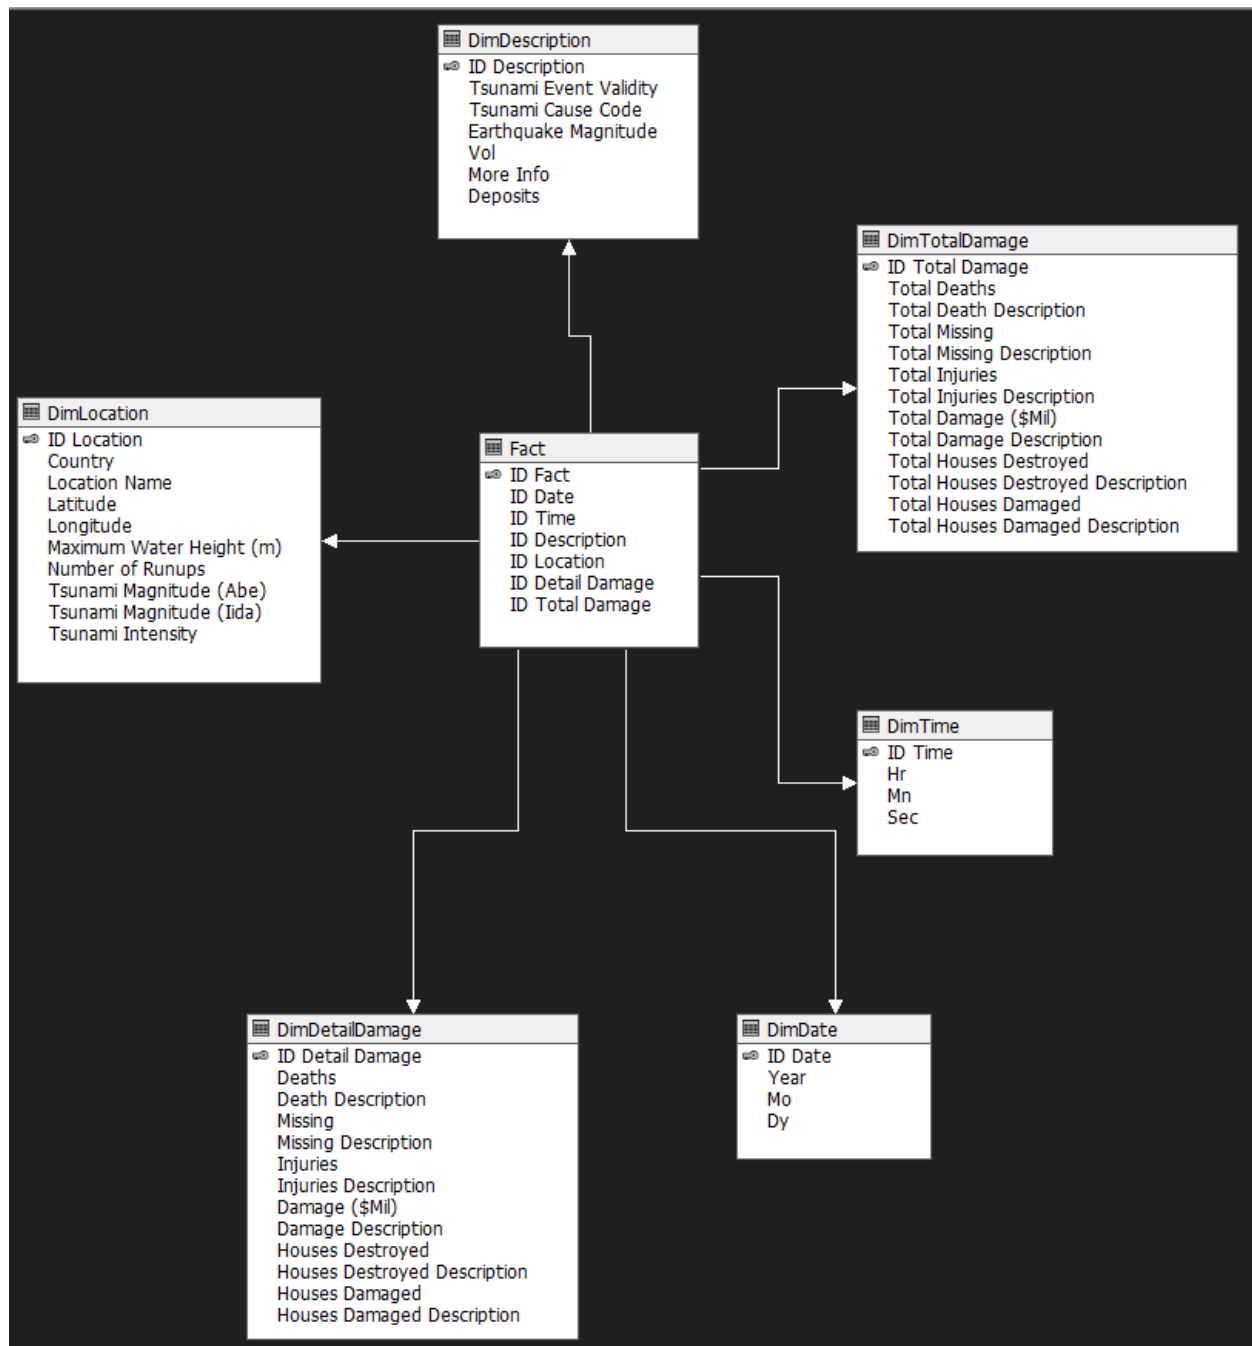 DimDescription
ID Description
Tsunami Event Validity
Tsunami Cause Code
Earthquake Magnitude
Vol
More Info
Deposits
DimTotalDamage
ID Total Damage
Total Deaths
Total Death Description
Total Missing
Total Missing Description
Total Injuries
Total Injuries Description
Total Damage ($Mil)
Total Damage Description
Total Houses Destroyed
Total Houses Destroyed Description
Total Houses Damaged
Total Houses Damaged Description
DimLocation
ID Location
Country
Location Name
Latitude
Longitude
Maximum Water Height (m)
Number of Runups
Tsunami Magnitude (Abe)
Tsunami Magnitude (Iida)
Tsunami Intensity
Fact
ID Fact
ID Date
ID Time
ID Description
ID Location
ID Detail Damage
ID Total Damage
DimTime
ID Time
Hr
Mn
Sec
DimDetailDamage
ID Detail Damage
Deaths
Death Description
Missing
Missing Description
Injuries
Injuries Description
Damage ($Mil)
Damage Description
Houses Destroyed
Houses Destroyed Description
Houses Damaged
Houses Damaged Description
DimDate
ID Date
Year
Mo
Dy